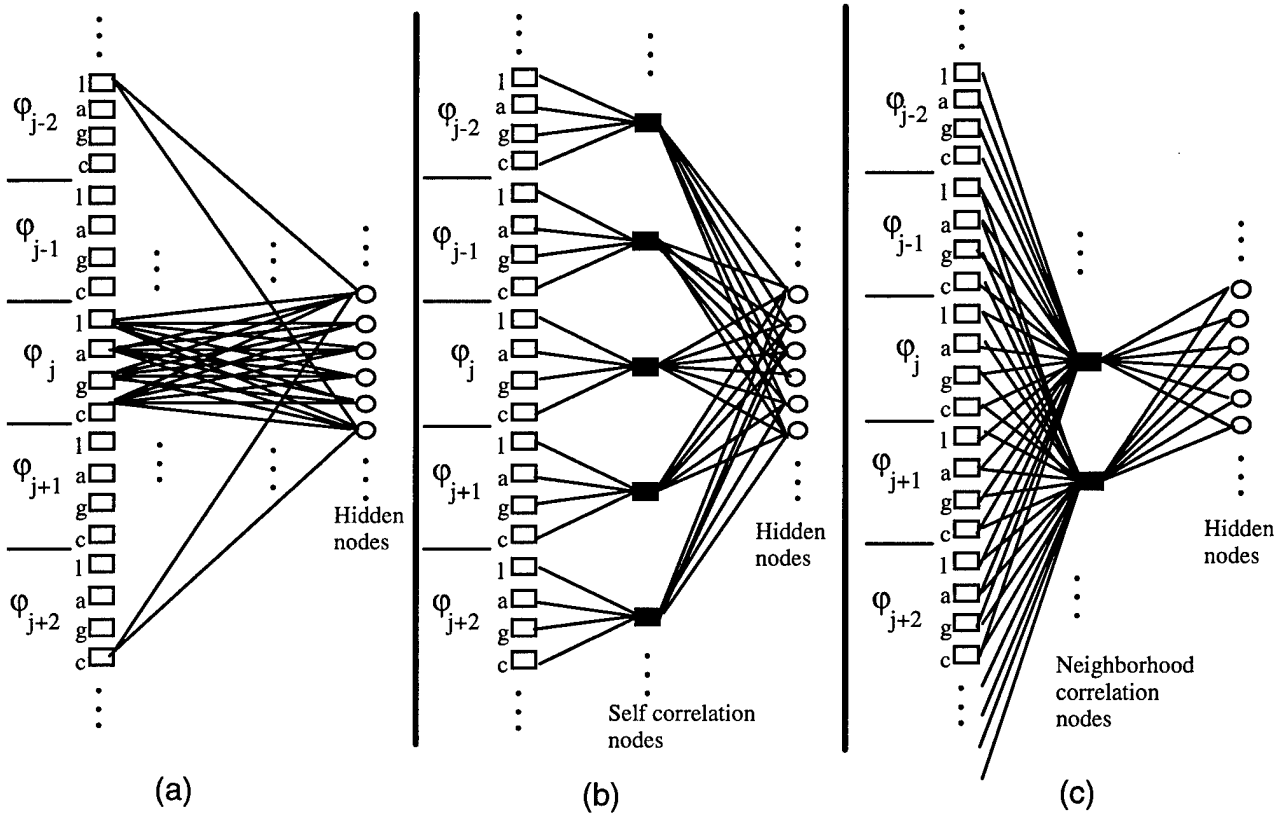 l
a
φj-2
g
c
l
a
φj-1
g
c
l
a
φj
g
c
l
a
φj+1
g
c
l
a
φj+2
g
c
Hidden
nodes
(a)
l
a
φj-2
g
c
l
a
φj-1
g
c
l
a
φj
g
c
l
a
φj+1
g
c
l
a
φj+2
g
c
Hidden
nodes
Self correlation
nodes
(b)
l
a
φj-2
g
c
l
a
φj-1
g
c
l
a
φj
g
c
l
a
φj+1
g
c
l
a
φj+2
g
c
Hidden
nodes
Neighborhood
correlation
nodes
(c)